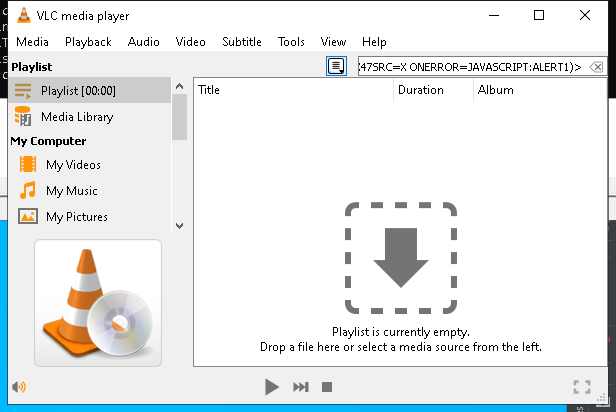 VLC media player
Media Playback Audio Video Subtitle Tools View Help
Playlist
47SRC=X ONERROR=JAVASCRIPT:ALERT1)>
Playlist [00:00]
Media Library
My Computer
My Videos
My Music
My Pictures
Title Duration Album
Playlist is currently empty.
Drop a file here or select a media source from the left.